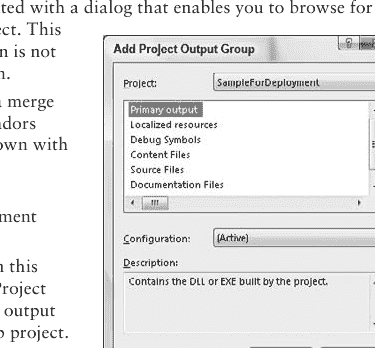 ted with a dialog that enables you to browse for
ect. This
n is not
n.
a merge
ndors
own with
ment
n this
Project
output
p project.
Add Project Output Group
Project:
SampleForDeployment
Primary output
Localized resources
Debug Symbols
Content Files
Source Files
Documentation Files
Configuration:
(Active)
Description:
Contains the DLL or EXE built by the project.